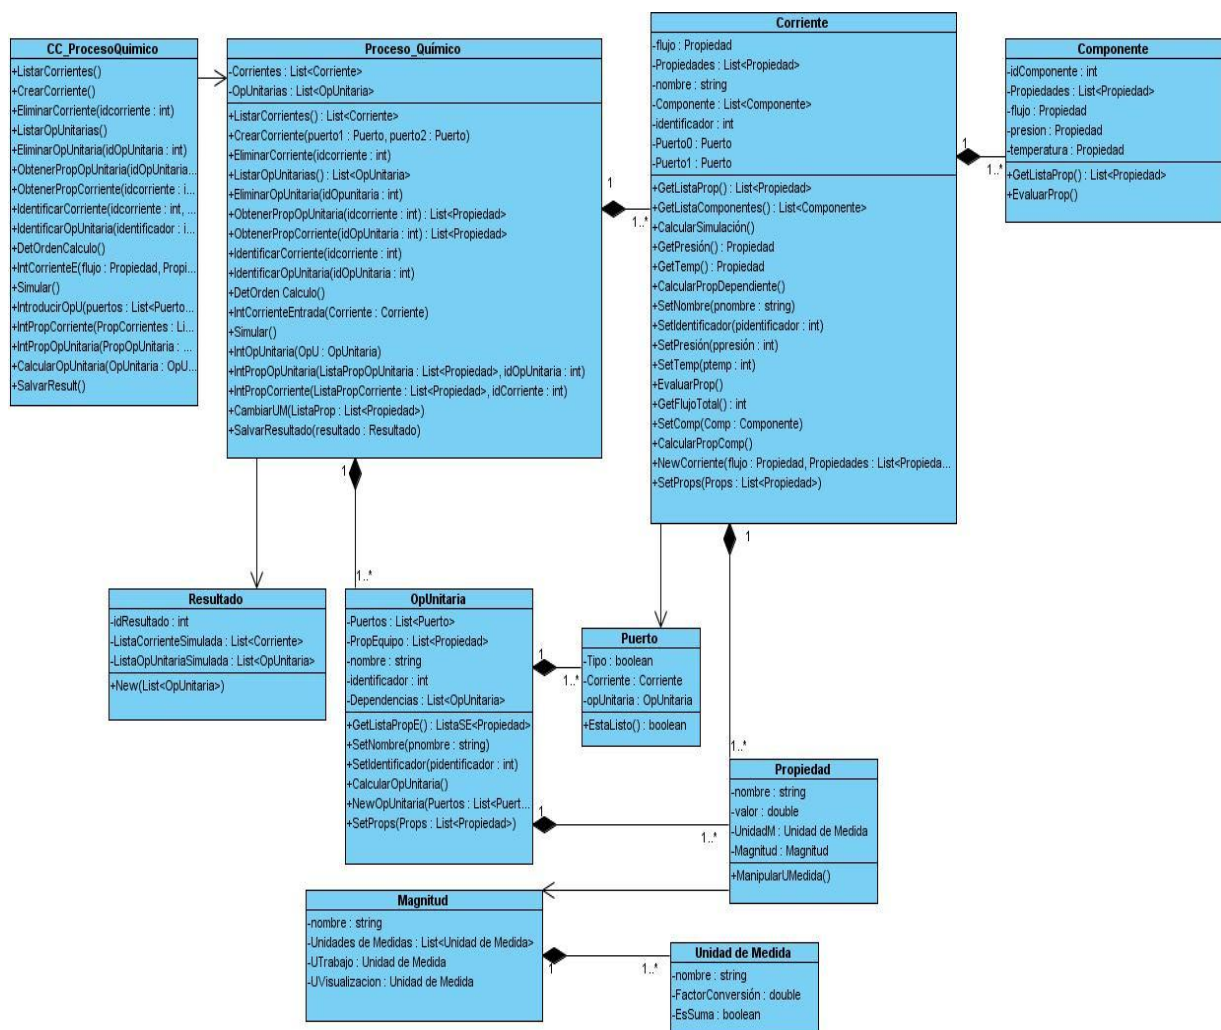 CC_ProcesoQuimico
+ListarCorrientes()
+CrearCorriente()
+EliminarCorriente(idcorriente : int)
+ListarOpUnitarias()
+EliminarOpUnitaria(idOpUnitaria : int)
+ObtenerPropOpUnitaria(idOpUnitaria...
+ObtenerPropCorriente(idcorriente : i...
+IdentificarCorriente(idcorriente : int, ...
+IdentificarOpUnitaria(identificador : i...
+DetOrdenCalculo()
+IntCorrienteE(flujo : Propiedad, Propi...
+Simular()
+IntroducirOpU(puertos : List<Puerto...
+IntPropCorriente(PropCorrientes : Li...
+IntPropOpUnitaria(PropOpUnitaria : ...
+CalcularOpUnitaria(OpUnitaria : OpU...
+SalvarResult()
Proceso_Químico
-Corrientes : List<Corriente>
-OpUnitarias : List<OpUnitaria>
+ListarCorrientes() : List<Corriente>
+CrearCorriente(puerto1 : Puerto, puerto2 : Puerto)
+EliminarCorriente(idcorriente : int)
+ListarOpUnitarias() : List<OpUnitaria>
+EliminarOpUnitaria(idOpunitaria : int)
+ObtenerPropOpUnitaria(idcorriente : int) : List<Propiedad>
+ObtenerPropCorriente(idOpUnitaria : int) : List<Propiedad>
+IdentificarCorriente(idcorriente : int)
+IdentificarOpUnitaria(idOpUnitaria : int)
+DetOrden Calculo()
+IntCorrienteEntrada(Corriente : Corriente)
+Simular()
+IntOpUnitaria(OpU : OpUnitaria)
+IntPropOpUnitaria(ListaPropOpUnitaria : List<Propiedad>, idOpUnitaria : int)
+IntPropCorriente(ListaPropCorriente : List<Propiedad>, idCorriente : int)
+CambiarUM(ListaProp : List<Propiedad>)
+SalvarResultado(resultado : Resultado)
1
1..*
Corriente
-flujo : Propiedad
-Propiedades : List<Propiedad>
-nombre : string
-Componente : List<Componente>
-identificador : int
-Puerto0 : Puerto
-Puerto1 : Puerto
+GetListaProp() : List<Propiedad>
+GetListaComponentes() : List<Componente>
+CalcularSimulación()
+GetPresión() : Propiedad
+GetTemp() : Propiedad
+CalcularPropDependiente()
+SetNombre(pnombre : string)
+SetIdentificador(pidentificador : int)
+SetPresión(ppresión : int)
+SetTemp(ptemp : int)
+EvaluarProp()
+GetFlujoTotal() : int
+SetComp(Comp : Componente)
+CalcularPropComp()
+NewCorriente(flujo : Propiedad, Propiedades : List<Propieda...
+SetProps(Props : List<Propiedad>)
1
1..*
Componente
-idComponente : int
-Propiedades : List<Propiedad>
-flujo : Propiedad
-presion : Propiedad
-temperatura : Propiedad
+GetListaProp() : List<Propiedad>
+EvaluarProp()
1
1..*
1
1..*
Resultado
-idResultado : int
-ListaCorrienteSimulada : List<Corriente>
-ListaOpUnitariaSimulada : List<OpUnitaria>
+New(List<OpUnitaria>)
OpUnitaria
-Puertos : List<Puerto>
-PropEquipo : List<Propiedad>
-nombre : string
-identificador : int
-Dependencias : List<OpUnitaria>
+GetListaPropE() : ListaSE<Propiedad>
+SetNombre(pnombre : string)
+SetIdentificador(pidentificador : int)
+CalcularOpUnitaria()
+NewOpUnitaria(Puertos : List<Puert...
+SetProps(Props : List<Propiedad>)
1
1..*
1
1..*
Puerto
-Tipo : boolean
-Corriente : Corriente
-opUnitaria : OpUnitaria
+EstaListo() : boolean
Propiedad
-nombre : string
-valor : double
-UnidadM : Unidad de Medida
-Magnitud : Magnitud
+ManipularUMedida()
Magnitud
-nombre : string
-Unidades de Medidas : List<Unidad de Medida>
-UTrabajo : Unidad de Medida
-UVisualizacion : Unidad de Medida
1
1..*
Unidad de Medida
-nombre : string
-FactorConversión : double
-EsSuma : boolean